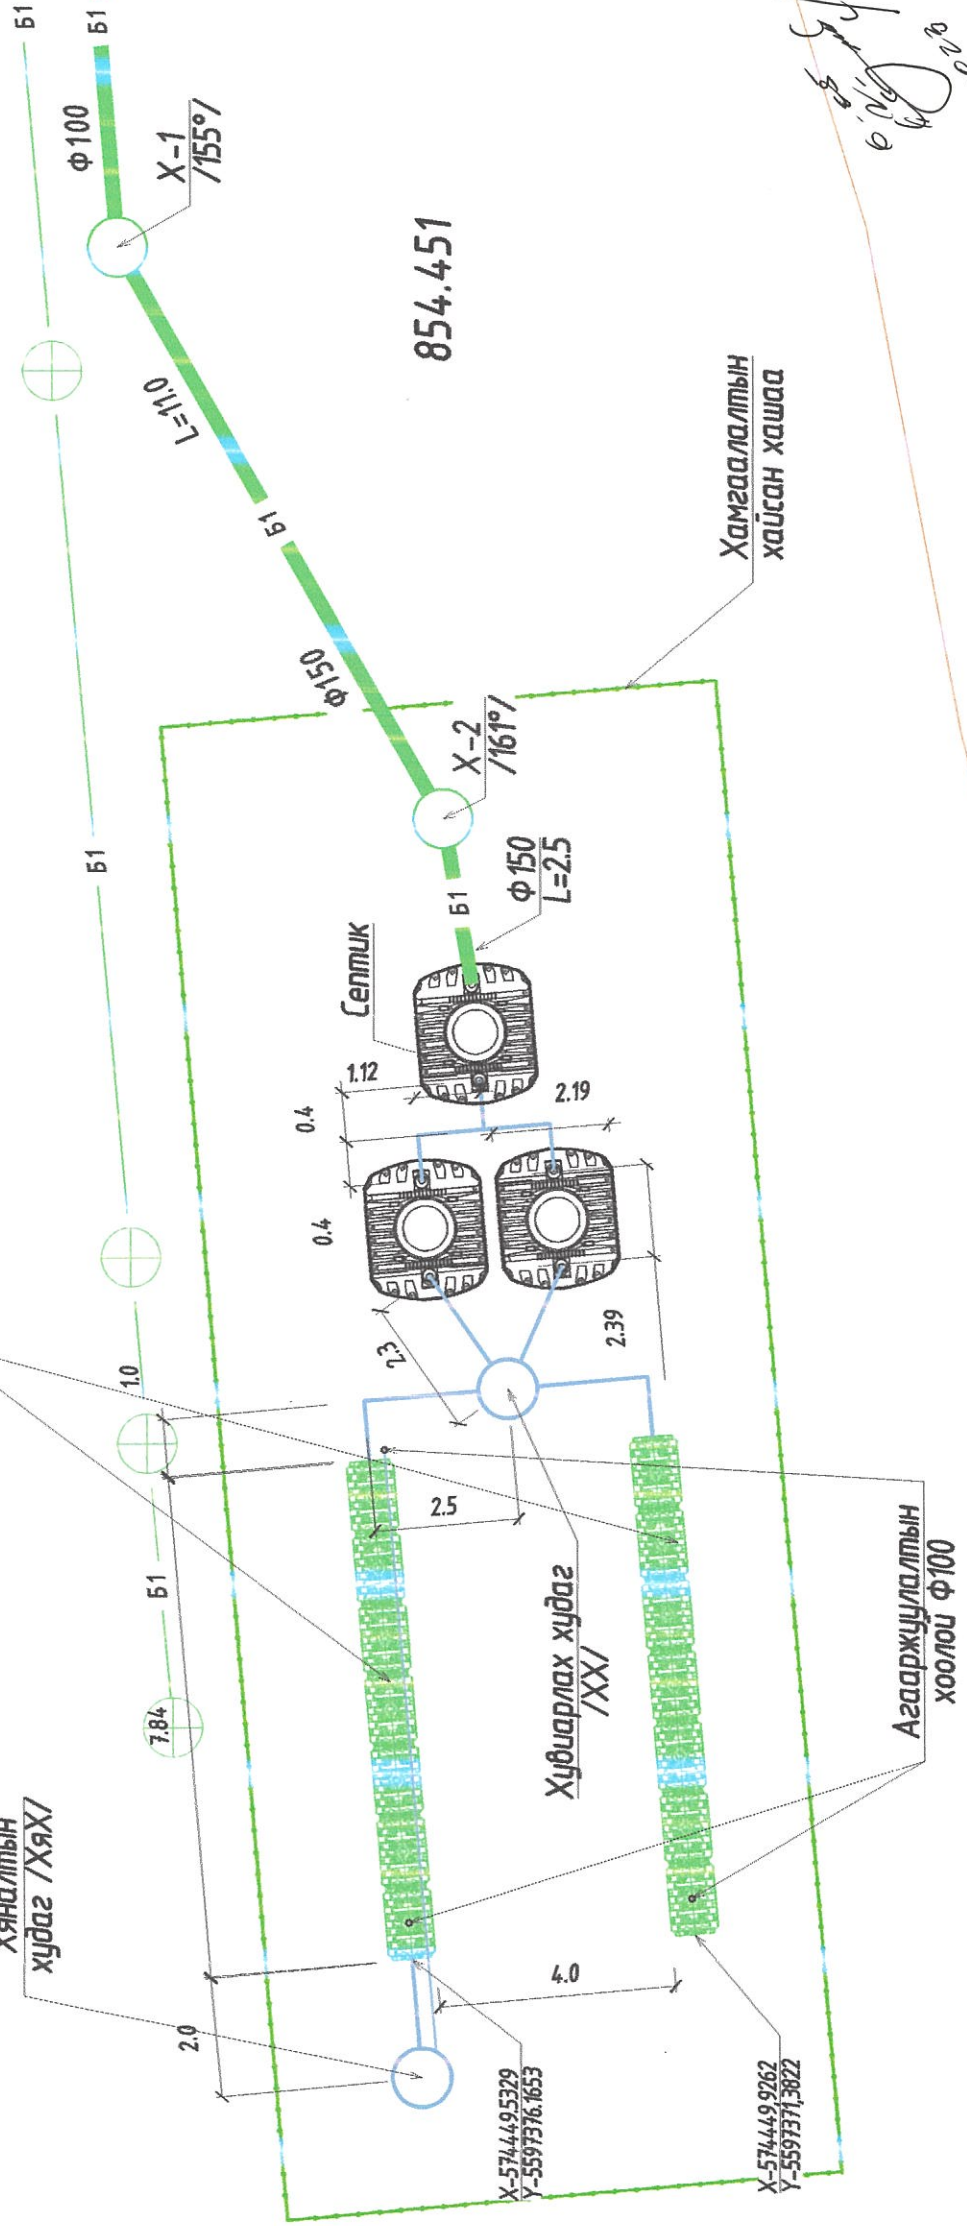 Б1
Б1
ф100
X-1
/155°/
854.451
L=11.0
Б1
ф150
Хамгаалалтын
хайсан хашаа
X-2
/161°/
Б1
Б1
ф150
L=2.5
Септик
1.12
0.4
2.19
0.4
2.3
2.39
1.0
2.5
Б1
7.84
Хувиарлах худаг
/ХХ/
Агааржуулалтын
хоолой ф100
Хяналтын
худаг /ХяХ/
2.0
4.0
X-574449.5329
Y-5597376.1653
X-574449,9262
Y-5597371,3822